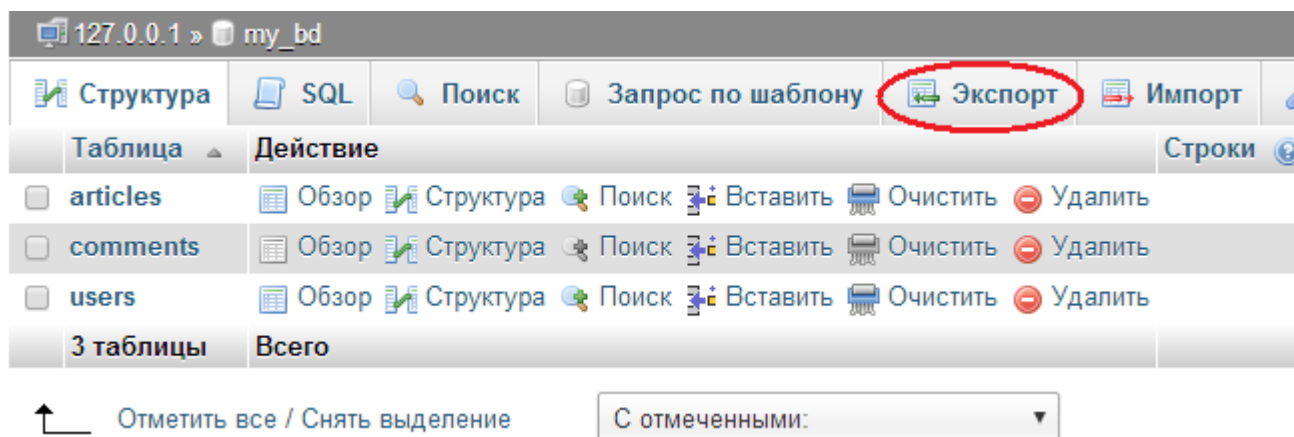 127.0.0.1 » my_bd
Структура SQL Поиск Запрос по шаблону Экспорт Импорт
Таблица Действие Строки
articles Обзор Структура Поиск Вставить Очистить Удалить
comments Обзор Структура Поиск Вставить Очистить Удалить
users Обзор Структура Поиск Вставить Очистить Удалить
3 таблицы Всего
Отметить все / Снять выделение С отмеченными: